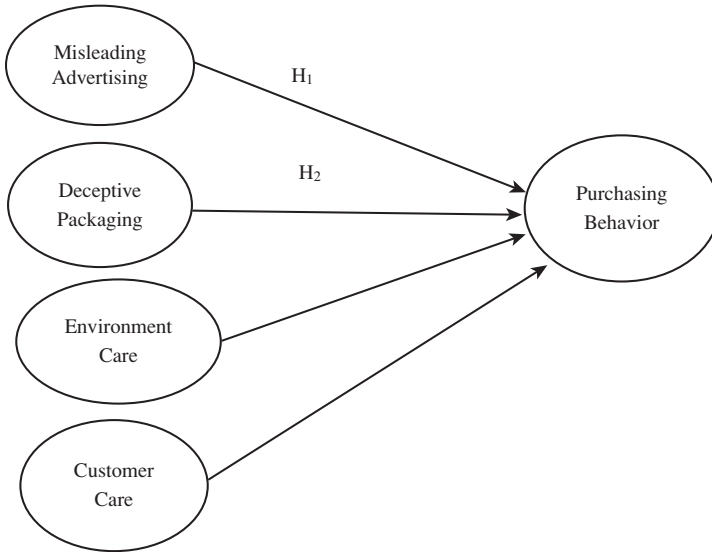 Misleading
Advertising
H₁
Deceptive
Packaging
H₂
Purchasing
Behavior
Environment
Care
Customer
Care